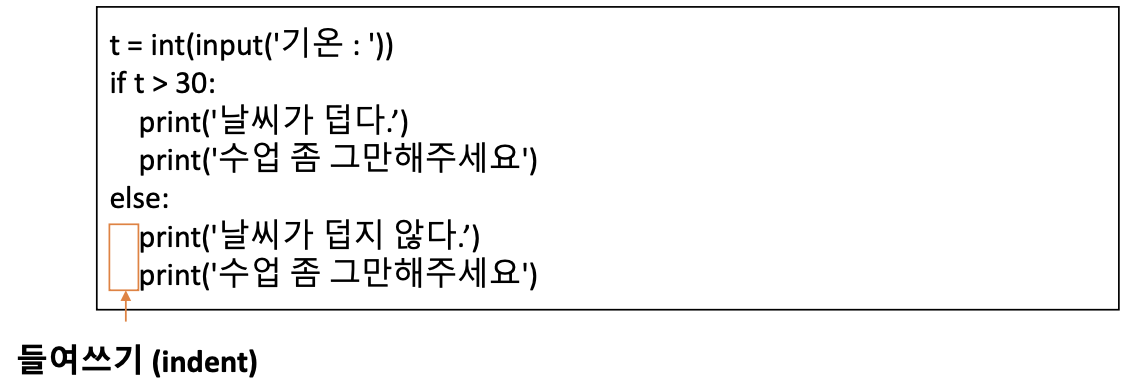 t = int(input('기온 : '))
if t > 30:
    print('날씨가 덥다.’)
    print('수업 좀 그만해주세요')
else:
    print('날씨가 덥지 않다.’)
    print('수업 좀 그만해주세요')
들여쓰기 (indent)